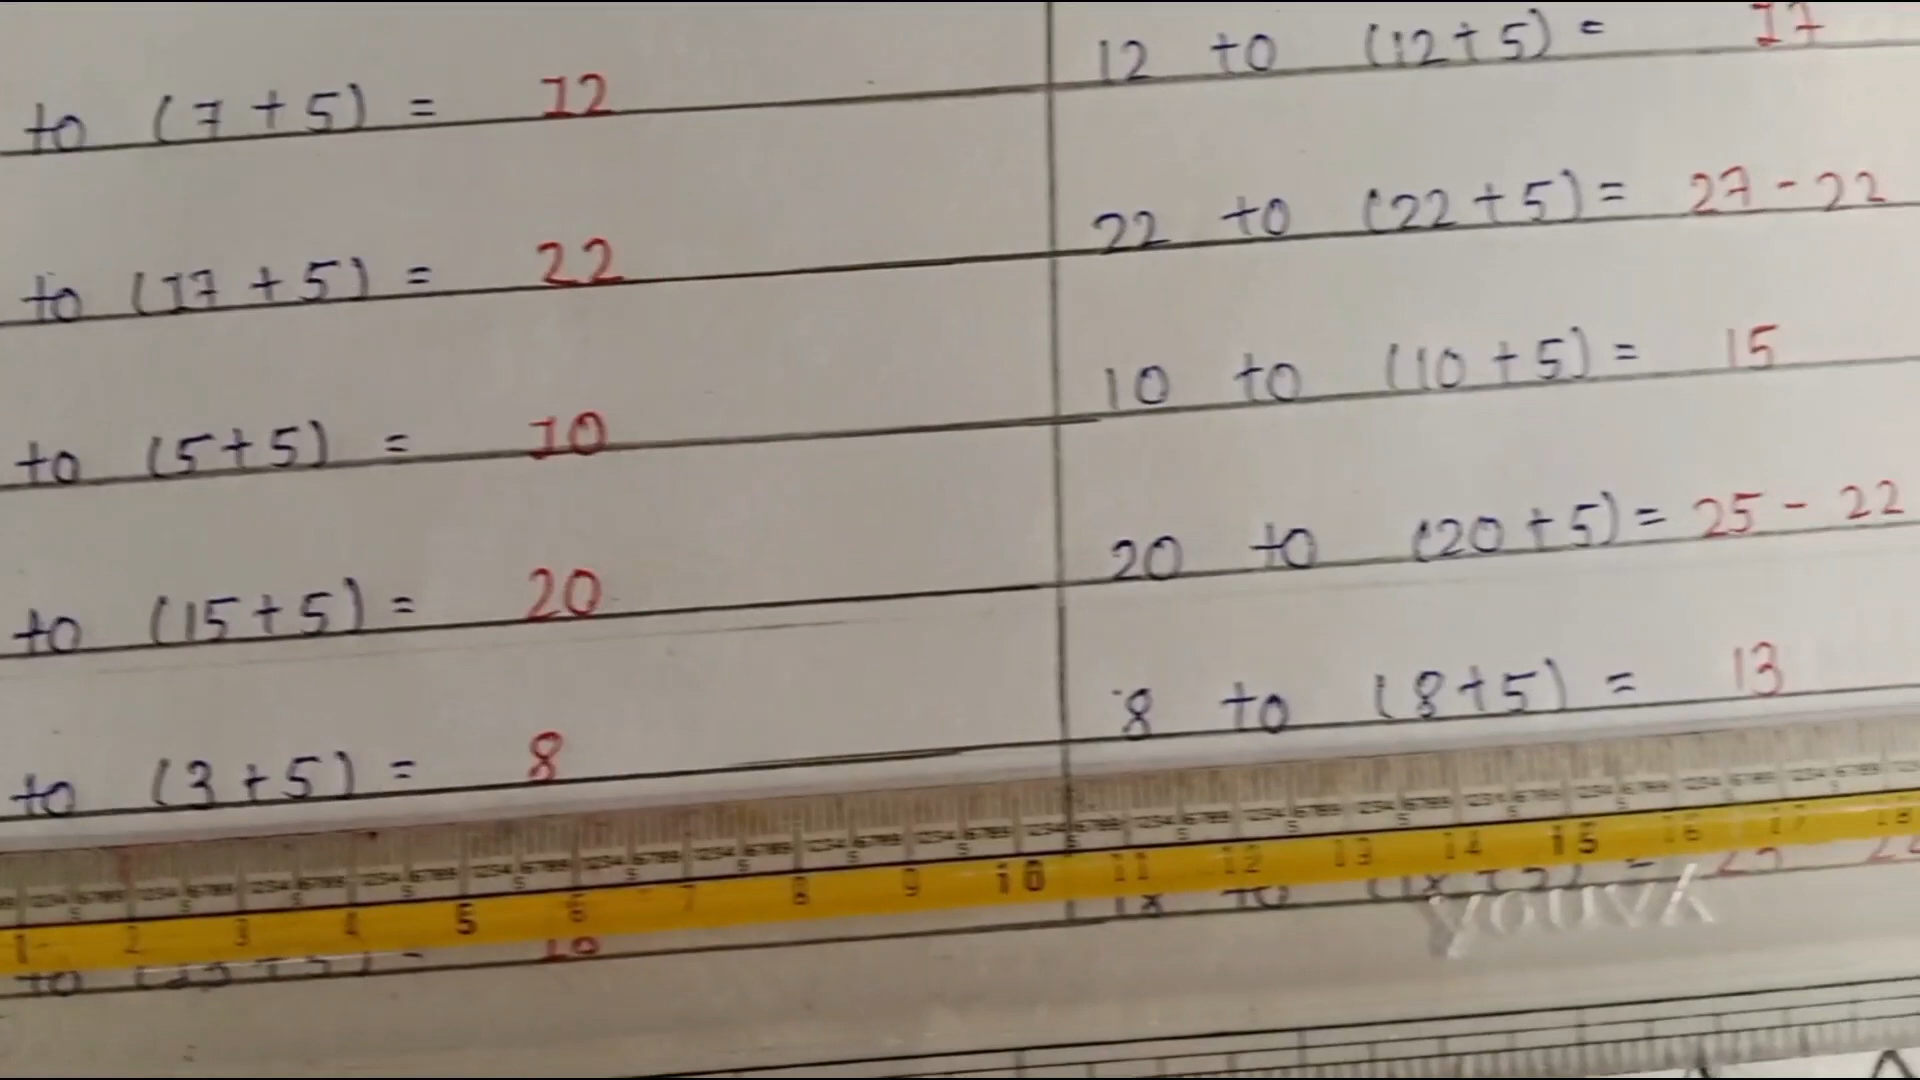 to (7+5) = 12
12 to (12+5) = 17
to (17+5) = 22
22 to (22+5) = 27 - 22
to (5+5) = 10
10 to (10+5) = 15
to (15+5) = 20
20 to (20+5) = 25 - 22
to (3+5) = 8
8 to (8+5) = 13
1 2 3 4 5 6 7 8 9 10 11 12 13 14 15 16 17 18
to
to
youvk